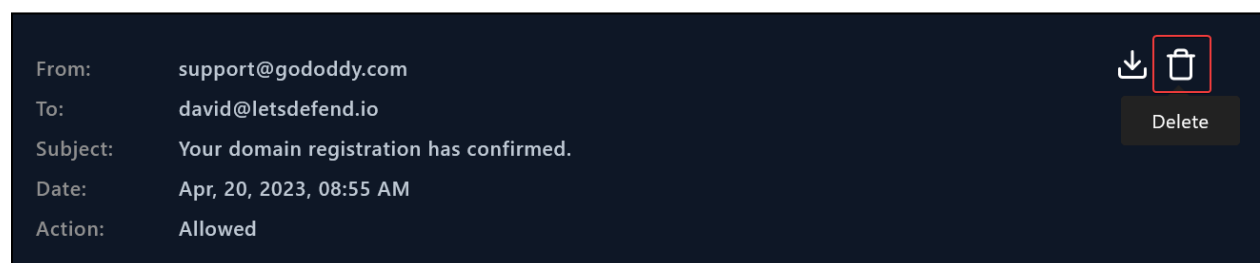 From: support@gododdy.com
To: david@letsdefend.io
Subject: Your domain registration has confirmed.
Date: Apr, 20, 2023, 08:55 AM
Action: Allowed
Delete